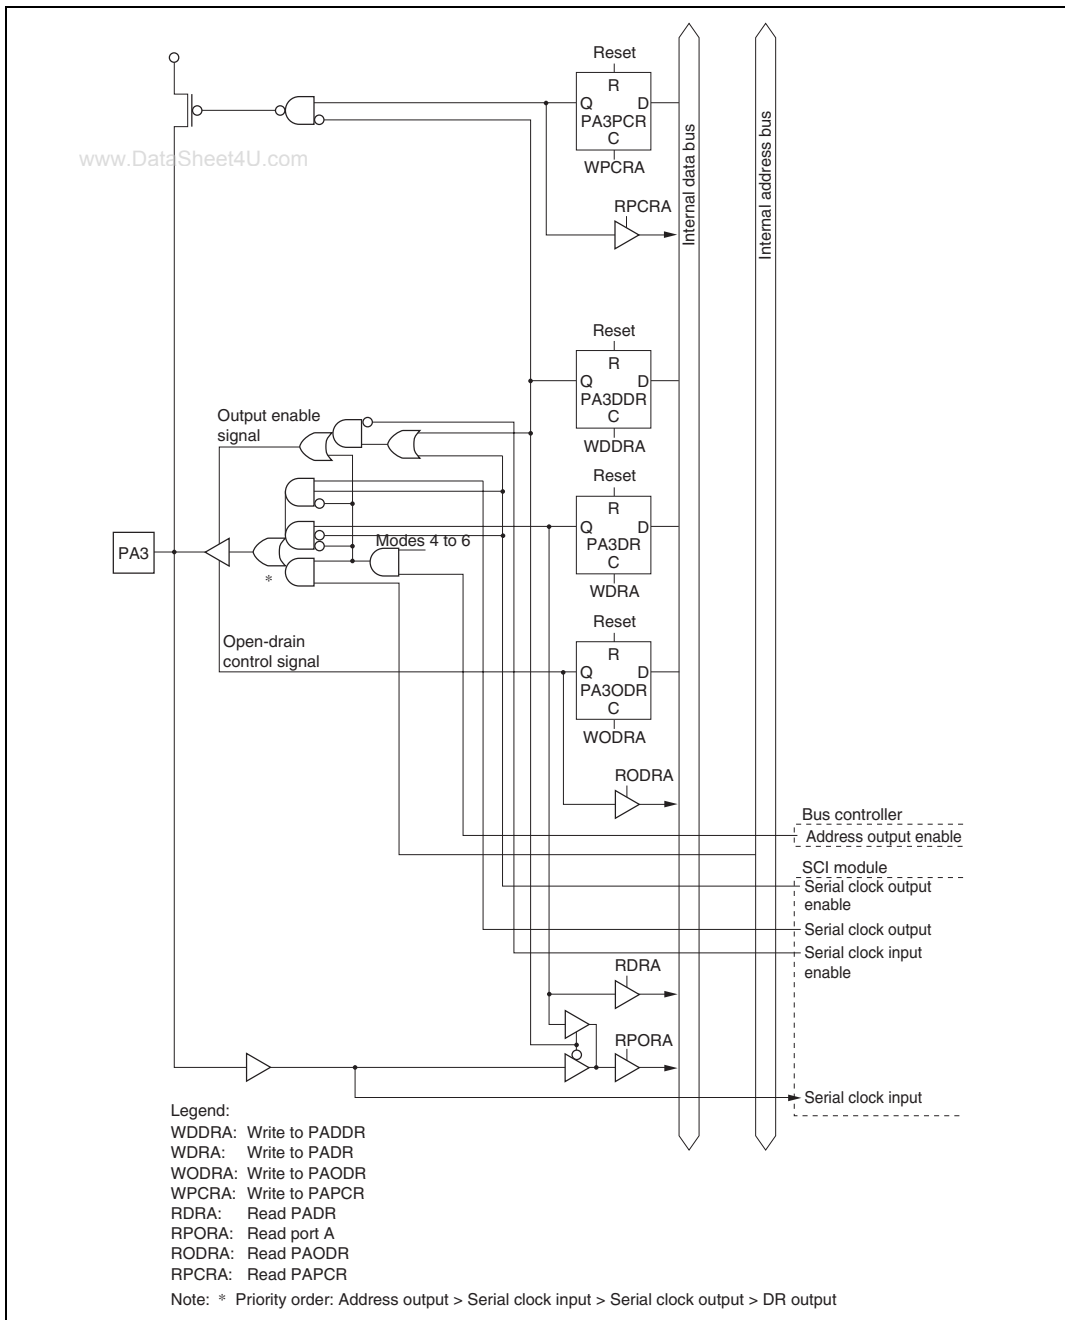 Reset
R
Q D
PA3PCR
C
WPCRA
www.DataSheet4U.com
RPCRA
Internal data bus
Internal address bus
Reset
R
Q D
PA3DDR
C
WDDRA
Output enable
signal
Reset
R
Q D
PA3DR
C
WDRA
Modes 4 to 6
PA3
*
Open-drain
control signal
Reset
R
Q D
PA3ODR
C
WODRA
RODRA
Bus controller
Address output enable
SCI module
Serial clock output
enable
Serial clock output
Serial clock input
enable
RDRA
RPORA
Serial clock input
Legend:
WDDRA: Write to PADDR
WDRA: Write to PADR
WODRA: Write to PAODR
WPCRA: Write to PAPCR
RDRA: Read PADR
RPORA: Read port A
RODRA: Read PAODR
RPCRA: Read PAPCR
Note: * Priority order: Address output > Serial clock input > Serial clock output > DR output